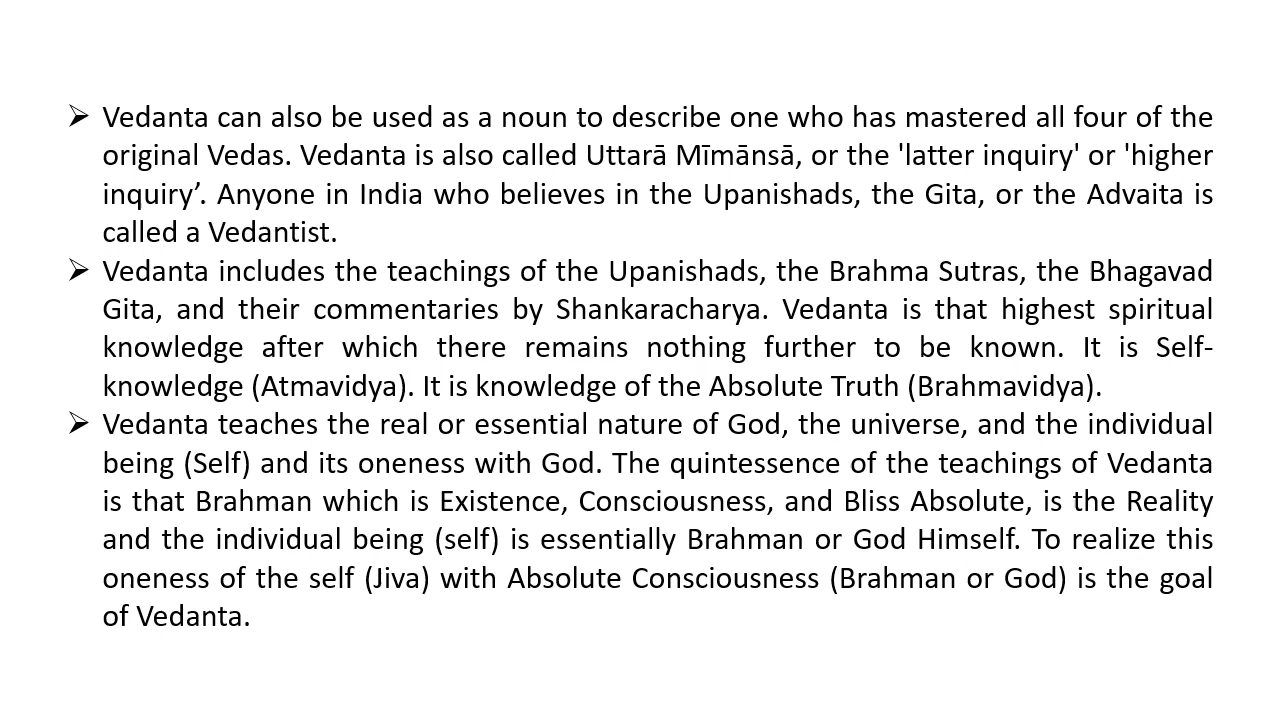 ➢ Vedanta can also be used as a noun to describe one who has mastered all four of the
original Vedas. Vedanta is also called Uttarā Mīmānsā, or the 'latter inquiry' or 'higher
inquiry’. Anyone in India who believes in the Upanishads, the Gita, or the Advaita is
called a Vedantist.
➢ Vedanta includes the teachings of the Upanishads, the Brahma Sutras, the Bhagavad
Gita, and their commentaries by Shankaracharya. Vedanta is that highest spiritual
knowledge after which there remains nothing further to be known. It is Self-
knowledge (Atmavidya). It is knowledge of the Absolute Truth (Brahmavidya).
➢ Vedanta teaches the real or essential nature of God, the universe, and the individual
being (Self) and its oneness with God. The quintessence of the teachings of Vedanta
is that Brahman which is Existence, Consciousness, and Bliss Absolute, is the Reality
and the individual being (self) is essentially Brahman or God Himself. To realize this
oneness of the self (Jiva) with Absolute Consciousness (Brahman or God) is the goal
of Vedanta.